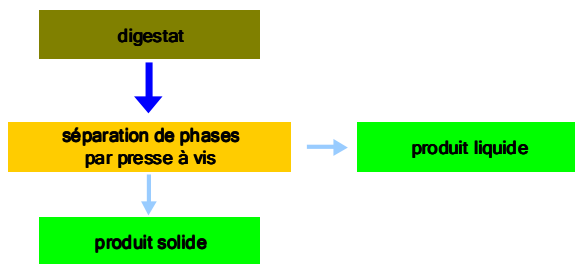 digestat
séparation de phases
par presse à vis
produit liquide
produit solide